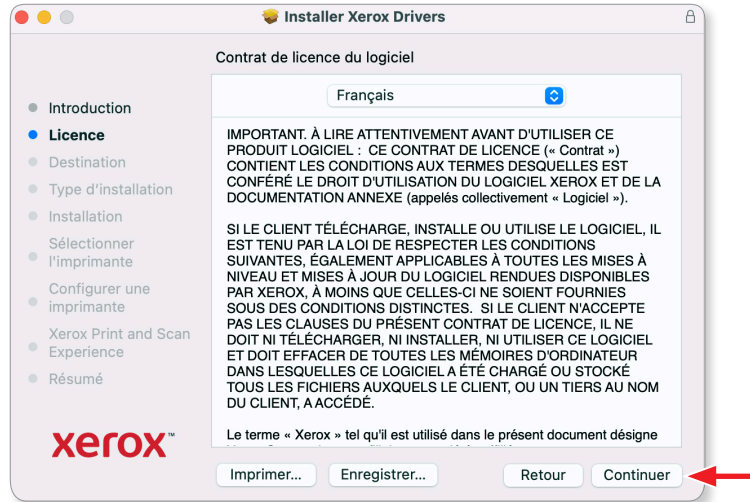 Installer Xerox Drivers
Contrat de licence du logiciel
Français
Introduction
Licence
Destination
Type d'installation
Installation
Sélectionner
l'imprimante
Configurer une
imprimante
Xerox Print and Scan
Experience
Résumé
IMPORTANT. À LIRE ATTENTIVEMENT AVANT D'UTILISER CE
PRODUIT LOGICIEL : CE CONTRAT DE LICENCE (« Contrat »)
CONTIENT LES CONDITIONS AUX TERMES DESQUELLES EST
CONFÉRÉ LE DROIT D'UTILISATION DU LOGICIEL XEROX ET DE LA
DOCUMENTATION ANNEXE (appelés collectivement « Logiciel »).
SI LE CLIENT TÉLÉCHARGE, INSTALLE OU UTILISE LE LOGICIEL, IL
EST TENU PAR LA LOI DE RESPECTER LES CONDITIONS
SUIVANTES, ÉGALEMENT APPLICABLES À TOUTES LES MISES À
NIVEAU ET MISES À JOUR DU LOGICIEL RENDUES DISPONIBLES
PAR XEROX, À MOINS QUE CELLES-CI NE SOIENT FOURNIES
SOUS DES CONDITIONS DISTINCTES. SI LE CLIENT N'ACCEPTE
PAS LES CLAUSES DU PRÉSENT CONTRAT DE LICENCE, IL NE
DOIT NI TÉLÉCHARGER, NI INSTALLER, NI UTILISER CE LOGICIEL
ET DOIT EFFACER DE TOUTES LES MÉMOIRES D'ORDINATEUR
DANS LESQUELLES CE LOGICIEL A ÉTÉ CHARGÉ OU STOCKÉ
TOUS LES FICHIERS AUXQUELS LE CLIENT, OU UN TIERS AU NOM
DU CLIENT, A ACCÉDÉ.
Le terme « Xerox » tel qu'il est utilisé dans le présent document désigne
xerox™
Imprimer...
Enregistrer...
Retour
Continuer